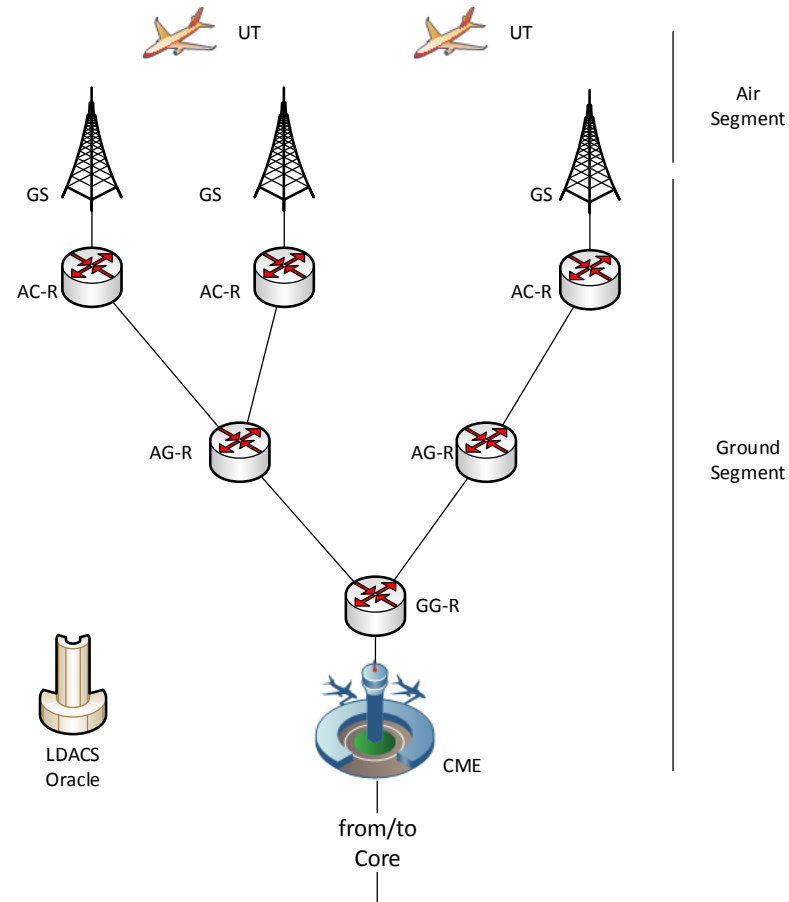 UT
UT
Air
Segment
GS
GS
GS
AC-R
AC-R
AC-R
AG-R
AG-R
Ground
Segment
GG-R
LDACS
Oracle
CME
from/to
Core